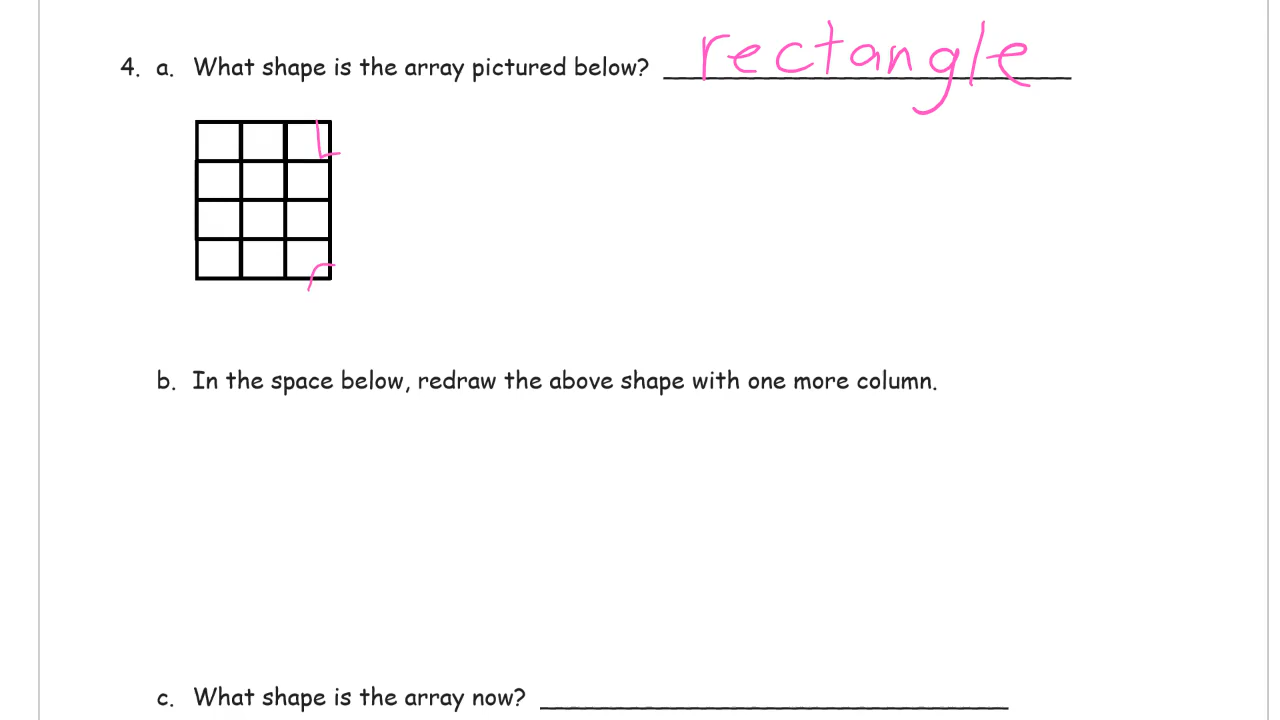 4. a. What shape is the array pictured below? rectangle
b. In the space below, redraw the above shape with one more column.
c. What shape is the array now?